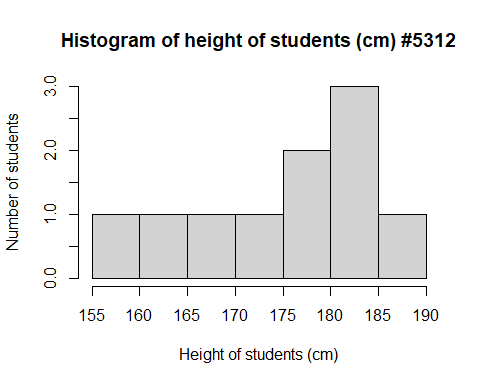 Histogram of height of students (cm) #5312
Number of students
3.0
2.0
1.0
0.0
155 160 165 170 175 180 185 190
Height of students (cm)